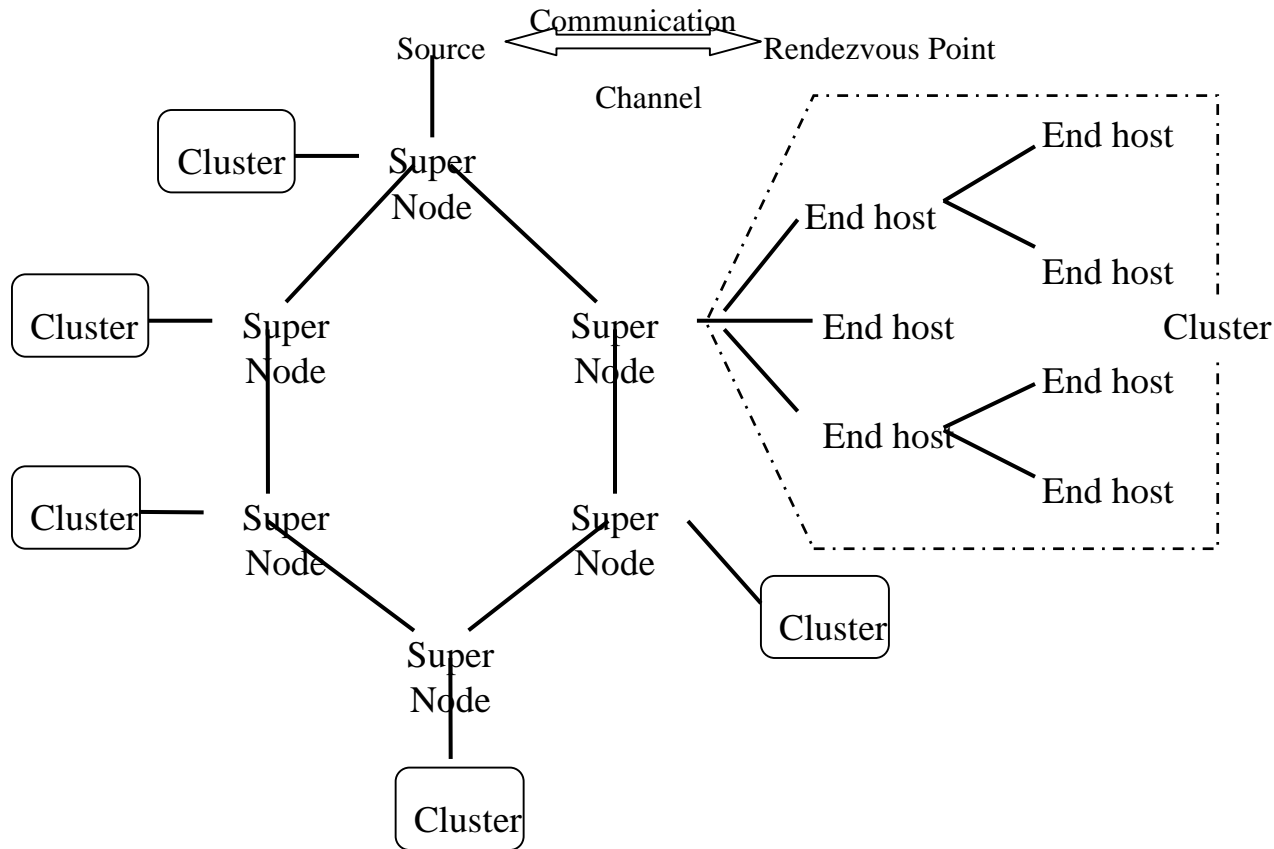 Communication
Source
Rendezvous Point
Channel
End host
Cluster
Super
Node
End host
End host
Cluster
Super
Node
Super
Node
End host
Cluster
End host
End host
Cluster
Super
Node
Super
Node
End host
Cluster
Super
Node
Cluster